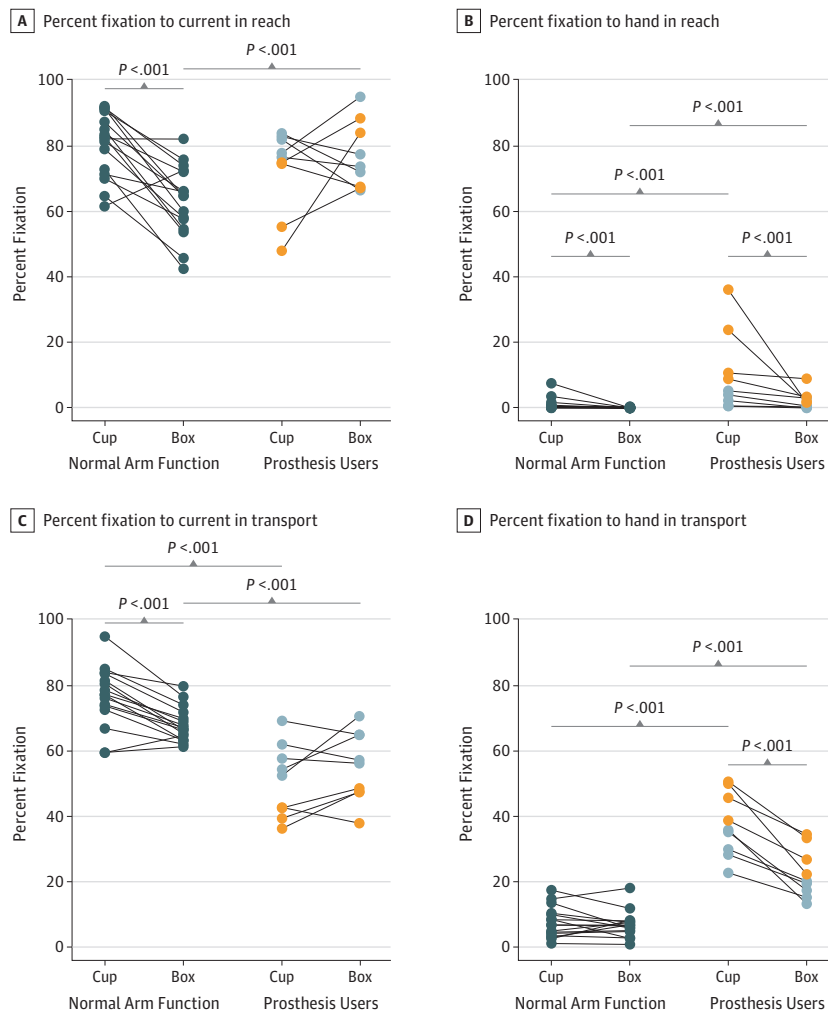 A Percent fixation to current in reach
P <.001
P <.001
100
80
60
40
20
0
Percent Fixation
Cup Box Cup Box
Normal Arm Function Prosthesis Users
B Percent fixation to hand in reach
P <.001
P <.001
P <.001 P <.001
100
80
60
40
20
0
Percent Fixation
Cup Box Cup Box
Normal Arm Function Prosthesis Users
C Percent fixation to current in transport
P <.001
P <.001
P <.001
100
80
60
40
20
0
Percent Fixation
Cup Box Cup Box
Normal Arm Function Prosthesis Users
D Percent fixation to hand in transport
P <.001
P <.001
P <.001
100
80
60
40
20
0
Percent Fixation
Cup Box Cup Box
Normal Arm Function Prosthesis Users